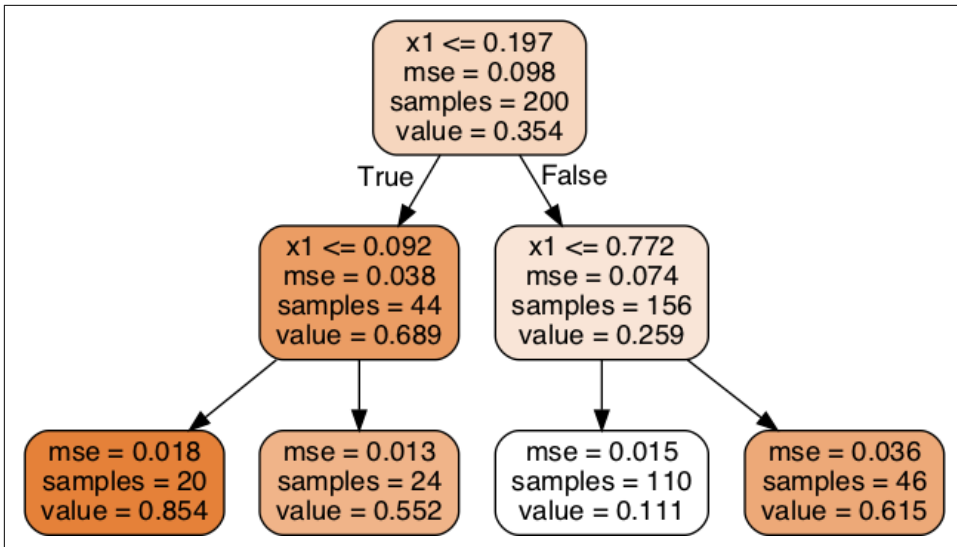 x1 <= 0.197
mse = 0.098
samples = 200
value = 0.354
True
False
x1 <= 0.092
mse = 0.038
samples = 44
value = 0.689
x1 <= 0.772
mse = 0.074
samples = 156
value = 0.259
mse = 0.018
samples = 20
value = 0.854
mse = 0.013
samples = 24
value = 0.552
mse = 0.015
samples = 110
value = 0.111
mse = 0.036
samples = 46
value = 0.615